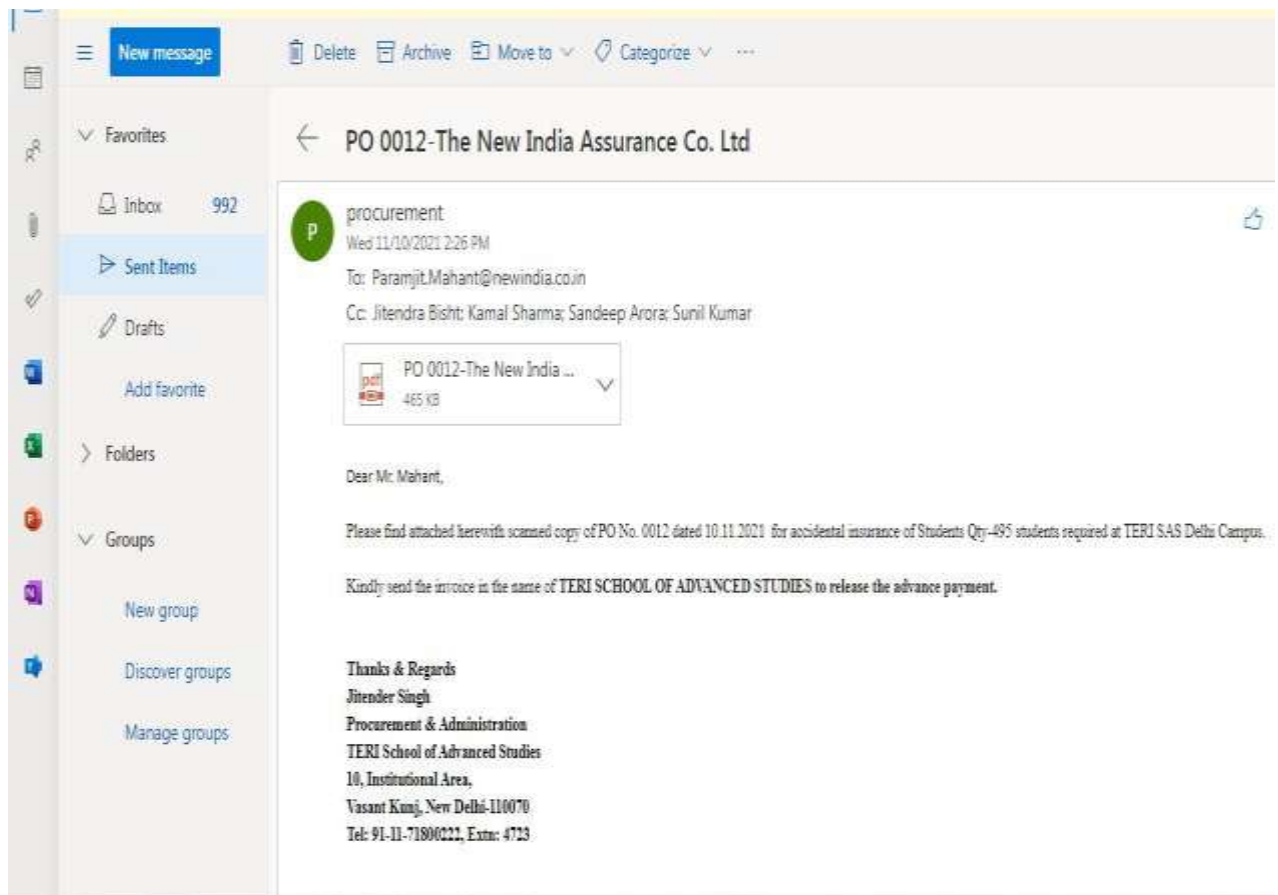 New message
Delete
Archive
Move to
Categorize
...
Favorites
Inbox 992
Sent Items
Drafts
Add favorite
Folders
Groups
New group
Discover groups
Manage groups
PO 0012-The New India Assurance Co. Ltd
P
procurement
Wed 11/10/2021 2:26 PM
To: Paramjit.Mahant@newindia.co.in
Cc: Jitendra Bisht; Kamal Sharma; Sandeep Arora; Sunil Kumar
pdf
PO 0012-The New India ...
465 KB
Dear Mr. Mahant,
Please find attached herewith scanned copy of PO No. 0012 dated 10.11.2021 for accidental insurance of Students Qty-495 students required at TERI SAS Delhi Campus.
Kindly send the invoice in the name of TERI SCHOOL OF ADVANCED STUDIES to release the advance payment.
Thanks & Regards
Jitender Singh
Procurement & Administration
TERI School of Advanced Studies
10, Institutional Area,
Vasant Kunj, New Delhi-110070
Tel: 91-11-71800222, Extn: 4723